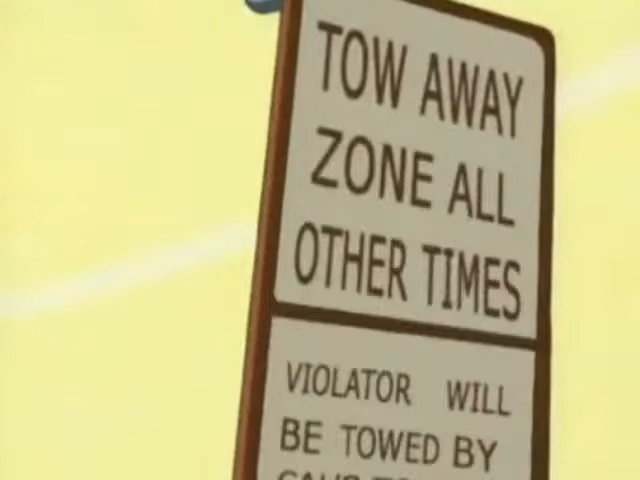 TOW AWAY
ZONE ALL
OTHER TIMES
VIOLATOR WILL
BE TOWED BY